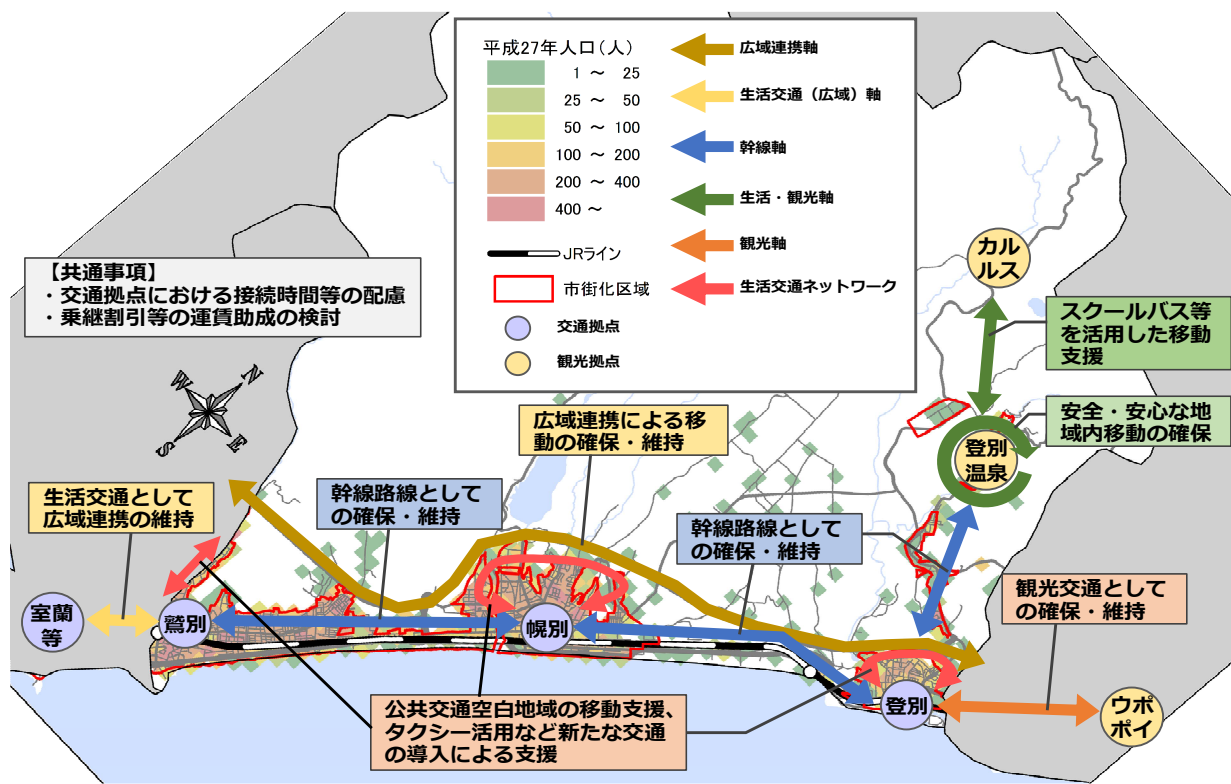 平成27年人口(人)
1 ～ 25
25 ～ 50
50 ～ 100
100 ～ 200
200 ～ 400
400 ～
JRライン
市街化区域
交通拠点
観光拠点
広域連携軸
生活交通（広域）軸
幹線軸
生活・観光軸
観光軸
生活交通ネットワーク
【共通事項】
・交通拠点における接続時間等の配慮
・乗継割引等の運賃助成の検討
N
W
E
S
カル
ルス
スクールバス等
を活用した移動
支援
安全・安心な地
域内移動の確保
登別
温泉
広域連携による移
動の確保・維持
生活交通として
広域連携の維持
幹線路線として
の確保・維持
幹線路線として
の確保・維持
観光交通として
の確保・維持
室蘭
等
鷲別
幌別
登別
ウポ
ポイ
公共交通空白地域の移動支援、
タクシー活用など新たな交通
の導入による支援